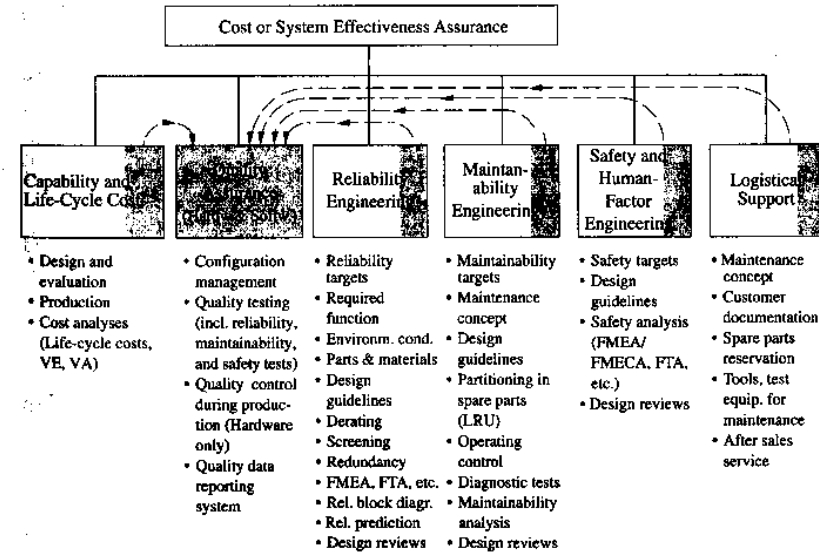 Cost or System Effectiveness Assurance
Capability and
Life-Cycle Costs
Quality
Reliability
Engineering
Maintan-
ability
Engineering
Safety and
Human-
Factor
Engineering
Logistical
Support
• Design and
evaluation
• Production
• Cost analyses
(Life-cycle costs,
VE, VA)
• Configuration
management
• Quality testing
(incl. reliability,
maintainability,
and safety tests)
• Quality control
during produc-
tion (Hardware
only)
• Quality data
reporting
system
• Reliability
targets
• Required
function
• Environm. cond.
• Parts & materials
• Design
guidelines
• Derating
• Screening
• Redundancy
• FMEA, FTA, etc.
• Rel. block diagr.
• Rel. prediction
• Design reviews
• Maintainability
targets
• Maintenance
concept
• Design
guidelines
• Partitioning in
spare parts
(LRU)
• Operating
control
• Diagnostic tests
• Maintainability
analysis
• Design reviews
• Safety targets
• Design
guidelines
• Safety analysis
(FMEA/
FMECA, FTA,
etc.)
• Design reviews
• Maintenance
concept
• Customer
documentation
• Spare parts
reservation
• Tools, test
equip. for
maintenance
• After sales
service